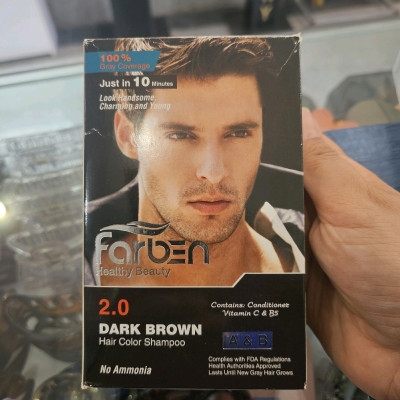 100%
Gray Coverage
Just in 10 Minutes
Look Handsome,
Charming and Young
farbEn
Healthy Beauty
2.0
DARK BROWN
Hair Color Shampoo
No Ammonia
Contains: Conditioner
Vitamin C & B5
A & B
Complies with FDA Regulations
Health Authorities Approved
Lasts Until New Gray Hair Grows